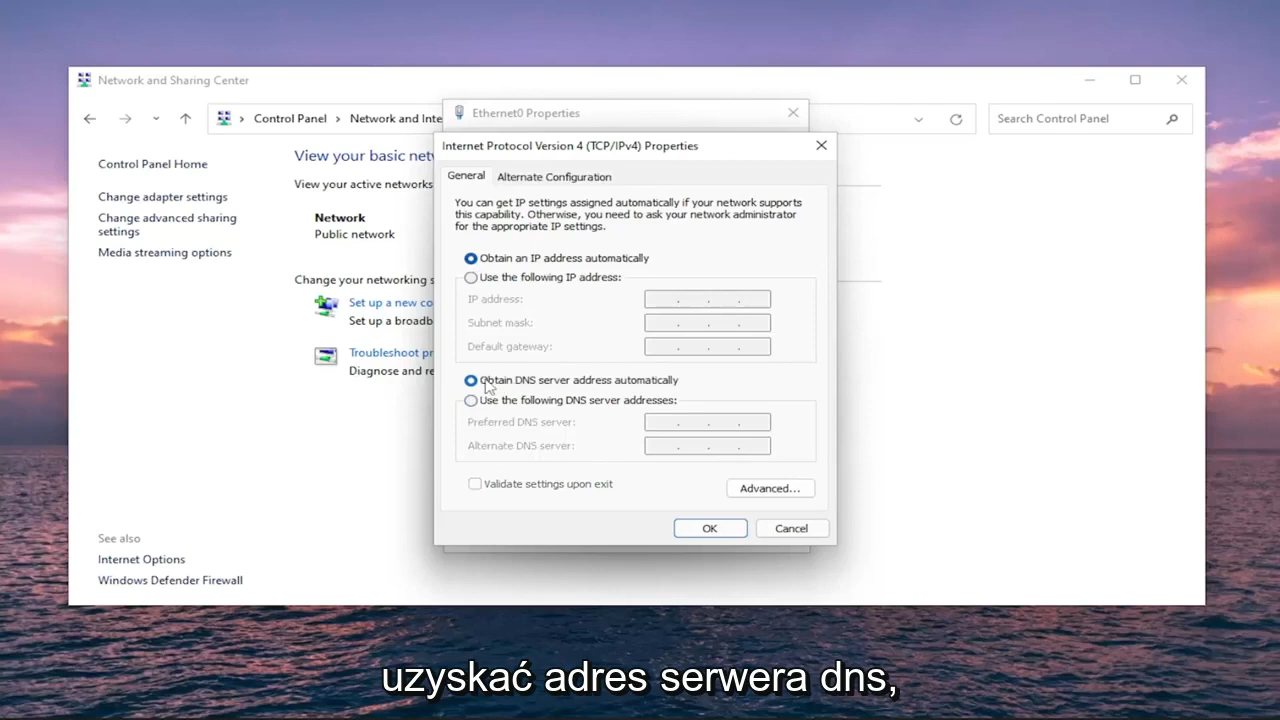 Network and Sharing Center
Control Panel
Network and Inte
Search Control Panel
Ethernet0 Properties
Control Panel Home
Change adapter settings
Change advanced sharing
settings
Media streaming options
See also
Internet Options
Windows Defender Firewall
View your basic netw
View your active networks
Network
Public network
Change your networking s
Set up a new co
Set up a broadb
Troubleshoot pr
Diagnose and re
Internet Protocol Version 4 (TCP/IPv4) Properties
General
Alternate Configuration
You can get IP settings assigned automatically if your network supports
this capability. Otherwise, you need to ask your network administrator
for the appropriate IP settings.
Obtain an IP address automatically
Use the following IP address:
IP address:
Subnet mask:
Default gateway:
Obtain DNS server address automatically
Use the following DNS server addresses:
Preferred DNS server:
Alternate DNS server:
Validate settings upon exit
Advanced...
OK
Cancel
uzyskać adres serwera dns,